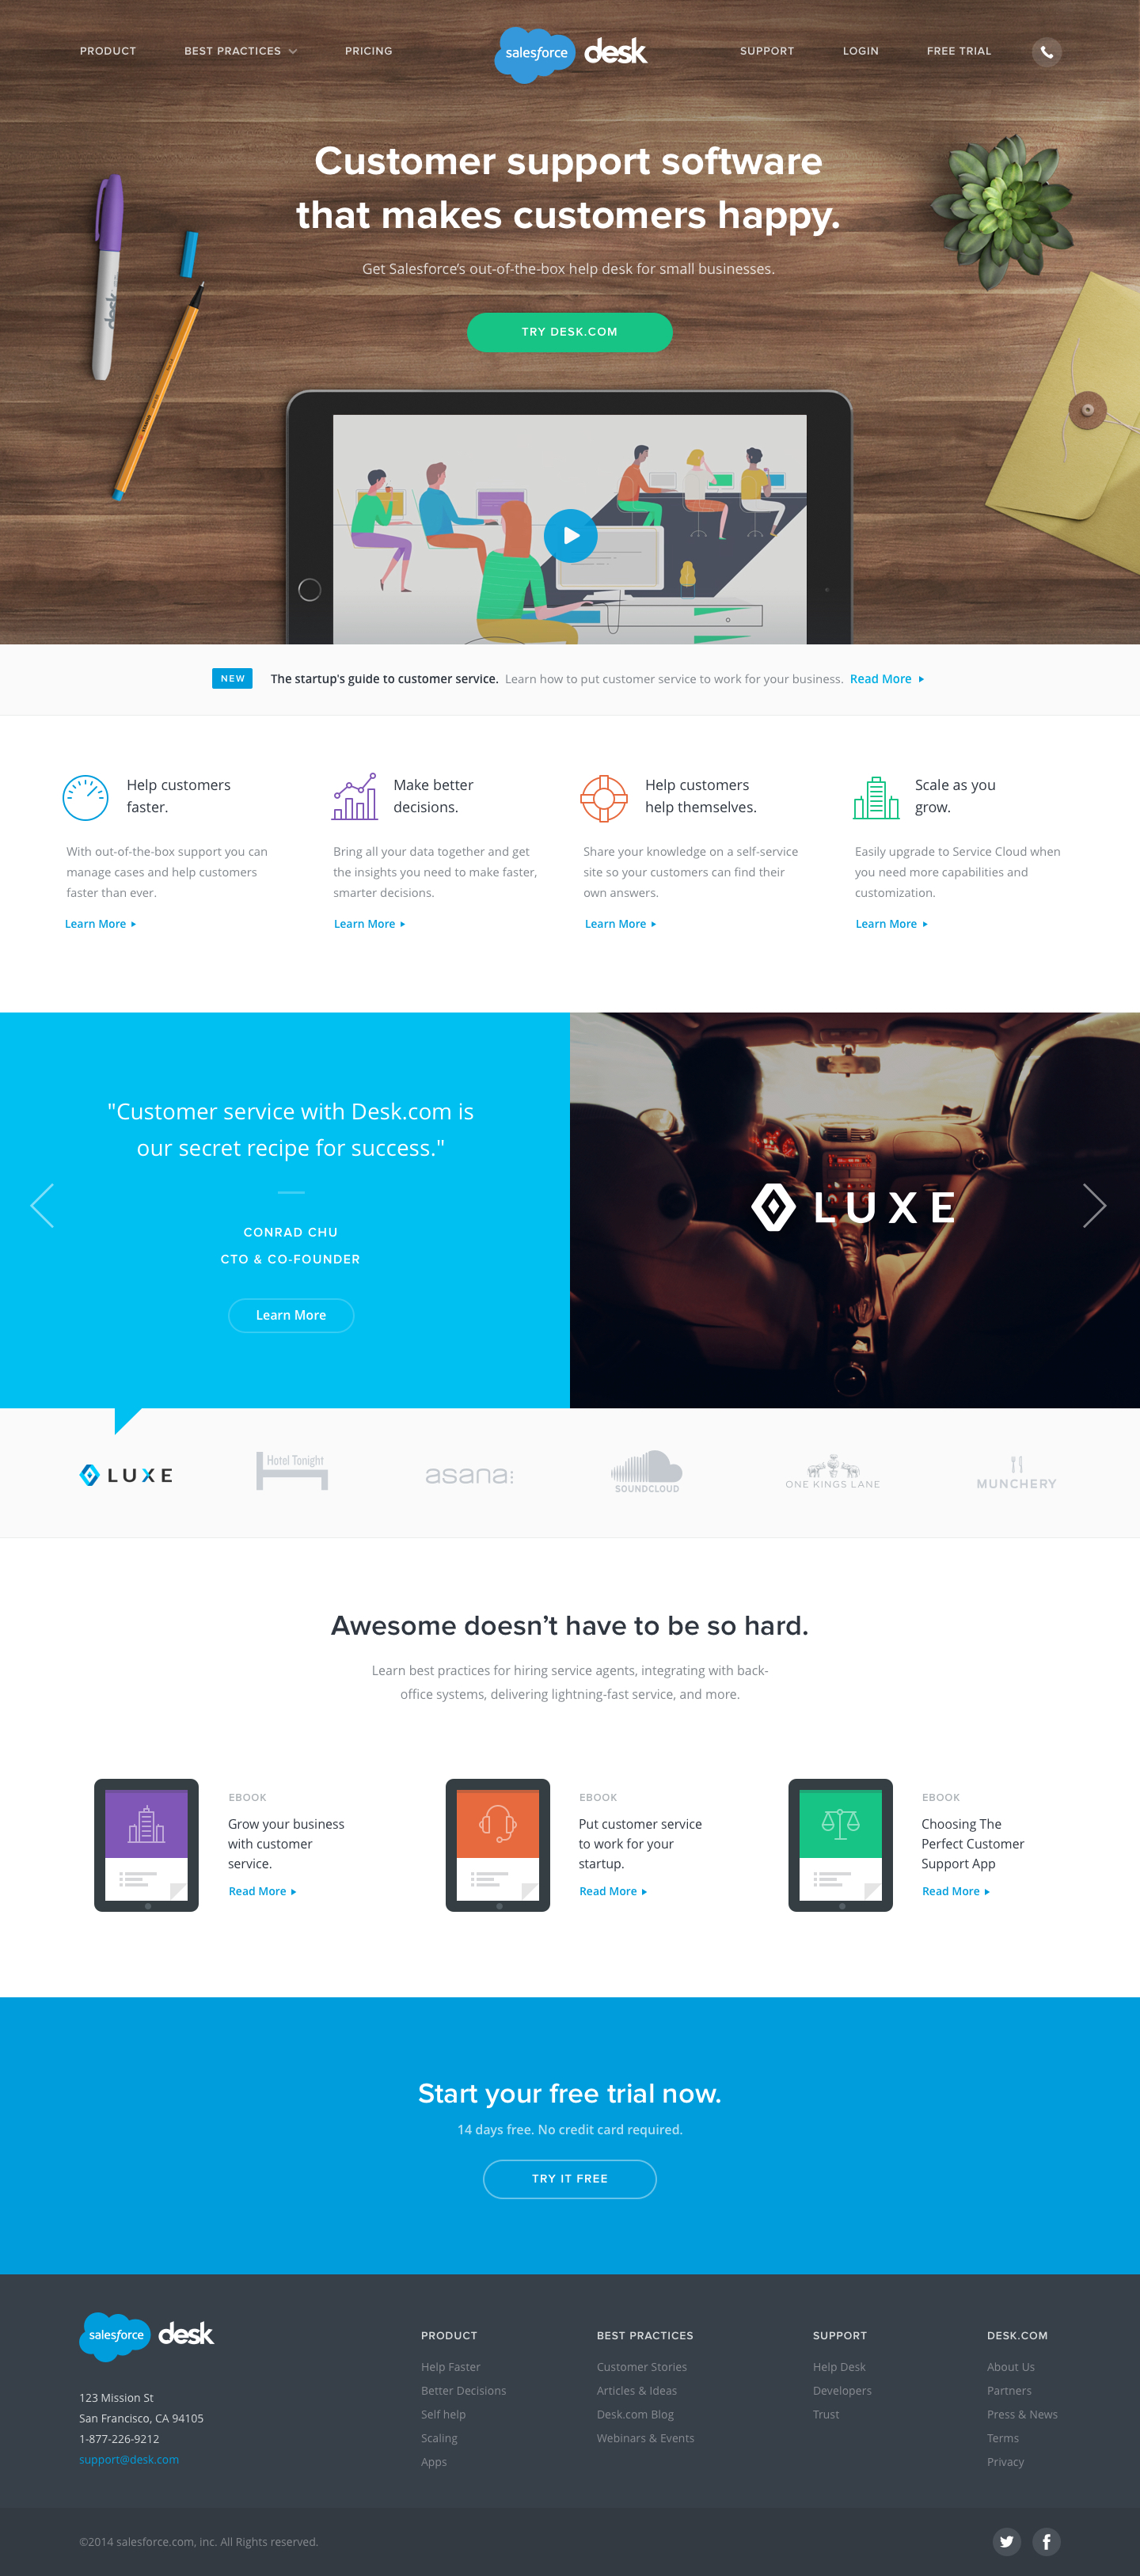 PRODUCT
BEST PRACTICES
PRICING
salesforce desk
SUPPORT
LOGIN
FREE TRIAL
Customer support software
that makes customers happy.
Get Salesforce's out-of-the-box help desk for small businesses.
TRY DESK.COM
desk
NEW
The startup's guide to customer service. Learn how to put customer service to work for your business. Read More
Help customers
faster.
With out-of-the-box support you can
manage cases and help customers
faster than ever.
Learn More
Make better
decisions.
Bring all your data together and get
the insights you need to make faster,
smarter decisions.
Learn More
Help customers
help themselves.
Share your knowledge on a self-service
site so your customers can find their
own answers.
Learn More
Scale as you
grow.
Easily upgrade to Service Cloud when
you need more capabilities and
customization.
Learn More
"Customer service with Desk.com is
our secret recipe for success."
CONRAD CHU
CTO & CO-FOUNDER
Learn More
LUXE
LUXE
Hotel Tonight
asana:
SOUNDCLOUD
ONE KINGS LANE
MUNCHERY
Awesome doesn’t have to be so hard.
Learn best practices for hiring service agents, integrating with back-
office systems, delivering lightning-fast service, and more.
EBOOK
Grow your business
with customer
service.
Read More
EBOOK
Put customer service
to work for your
startup.
Read More
EBOOK
Choosing The
Perfect Customer
Support App
Read More
Start your free trial now.
14 days free. No credit card required.
TRY IT FREE
salesforce desk
123 Mission St
San Francisco, CA 94105
1-877-226-9212
support@desk.com
PRODUCT
Help Faster
Better Decisions
Self help
Scaling
Apps
BEST PRACTICES
Customer Stories
Articles & Ideas
Desk.com Blog
Webinars & Events
SUPPORT
Help Desk
Developers
Trust
DESK.COM
About Us
Partners
Press & News
Terms
Privacy
©2014 salesforce.com, inc. All Rights reserved.